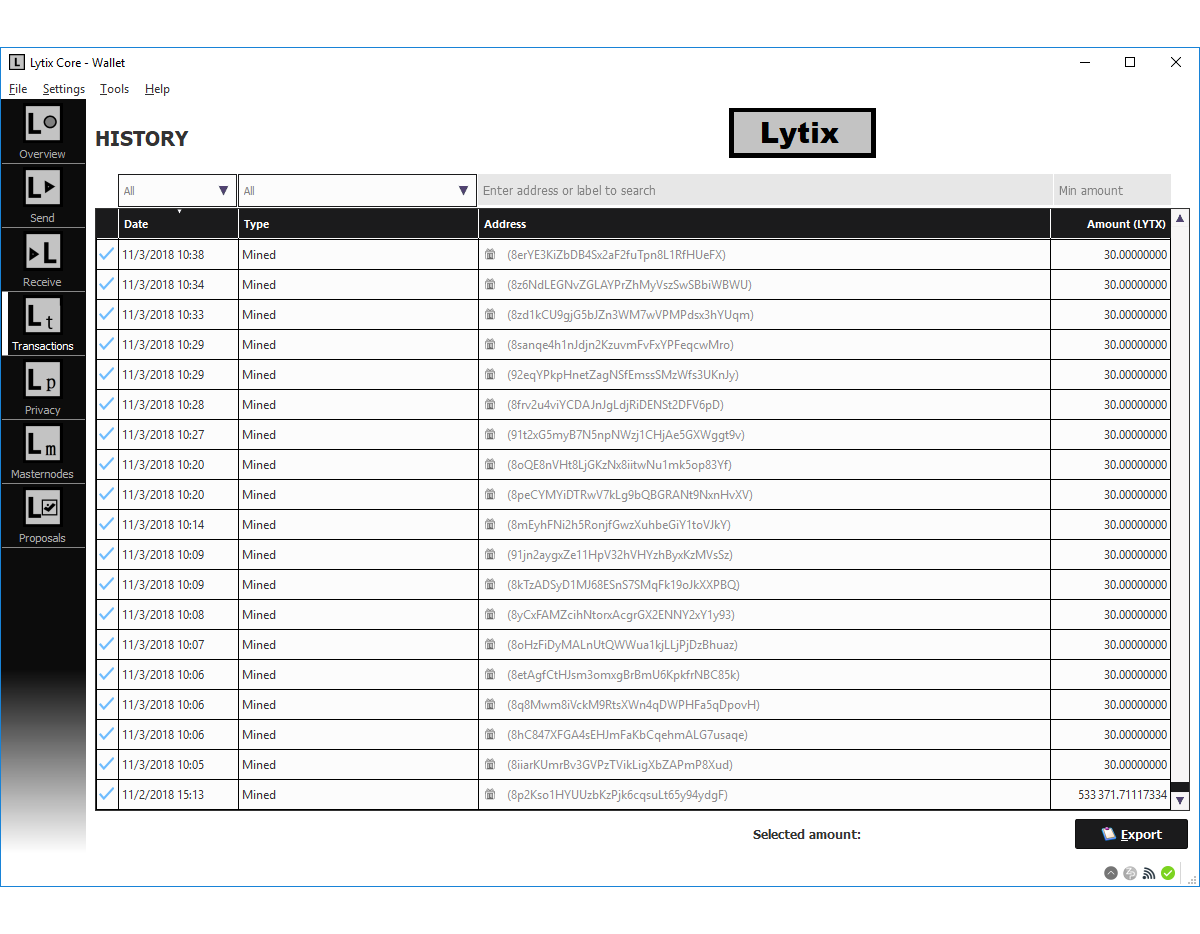 L Lytix Core - Wallet
File Settings Tools Help
L
Overview
L
Send
L
Receive
L t
Transactions
L p
Privacy
L m
Masternodes
L
Proposals
HISTORY
Lytix
All All Enter address or label to search Min amount
Date Type Address Amount (LYTX)
11/3/2018 10:38 Mined (8erYE3KiZbDB4Sx2aF2fuTpn8L1RfHUeFX) 30.00000000
11/3/2018 10:34 Mined (8z6NdLEGNvZGLAYPrZhMyVszSwSBbiWBWU) 30.00000000
11/3/2018 10:33 Mined (8zd1kCU9gjG5bJZn3WM7wVPMPdsx3hYUqm) 30.00000000
11/3/2018 10:29 Mined (8sanqe4h1nJdjn2KzuvmFvFxYPFeqcwMro) 30.00000000
11/3/2018 10:29 Mined (92eqYPkpHnetZagNSfEmssSMzWfs3UKnJy) 30.00000000
11/3/2018 10:28 Mined (8frv2u4viYCDAJnJgLdjRiDENSt2DFV6pD) 30.00000000
11/3/2018 10:27 Mined (91t2xG5myB7N5npNWzj1CHjAe5GXWggt9v) 30.00000000
11/3/2018 10:20 Mined (8oQE8nVHt8LjGKzNx8iitwNu1mk5op83Yf) 30.00000000
11/3/2018 10:20 Mined (8peCYMYiDTRwV7kLg9bQBGRANt9NxnHvXV) 30.00000000
11/3/2018 10:14 Mined (8mEyhFNi2h5RonjfGwzXuhbeGiY1toVJkY) 30.00000000
11/3/2018 10:09 Mined (91jn2aygxZe11HpV32hVHYzhByxKzMVsSz) 30.00000000
11/3/2018 10:09 Mined (8kTzADSyD1MJ68ESnS7SMqFk19oJkXXPBQ) 30.00000000
11/3/2018 10:08 Mined (8yCxFAMZcihNtorxAcgrGX2ENNY2xY1y93) 30.00000000
11/3/2018 10:07 Mined (8oHzFiDyMALnUtQWWua1kjLLjPjDzBhuaz) 30.00000000
11/3/2018 10:06 Mined (8etAgfCtHJsm3omxgBrBmU6KpkfrNBC85k) 30.00000000
11/3/2018 10:06 Mined (8q8Mwm8iVckM9RtsXWn4qDWPHFa5qDpovH) 30.00000000
11/3/2018 10:06 Mined (8hC847XFGA4sEHJmFaKbCqehmALG7usaqe) 30.00000000
11/3/2018 10:05 Mined (8iiarKUmrBv3GVPzTVikLigXbZAPmP8Xud) 30.00000000
11/2/2018 15:13 Mined (8p2Kso1HYUUzbKzPjk6cqsuLt65y94ydgF) 533 371.71117334
Selected amount:
Export